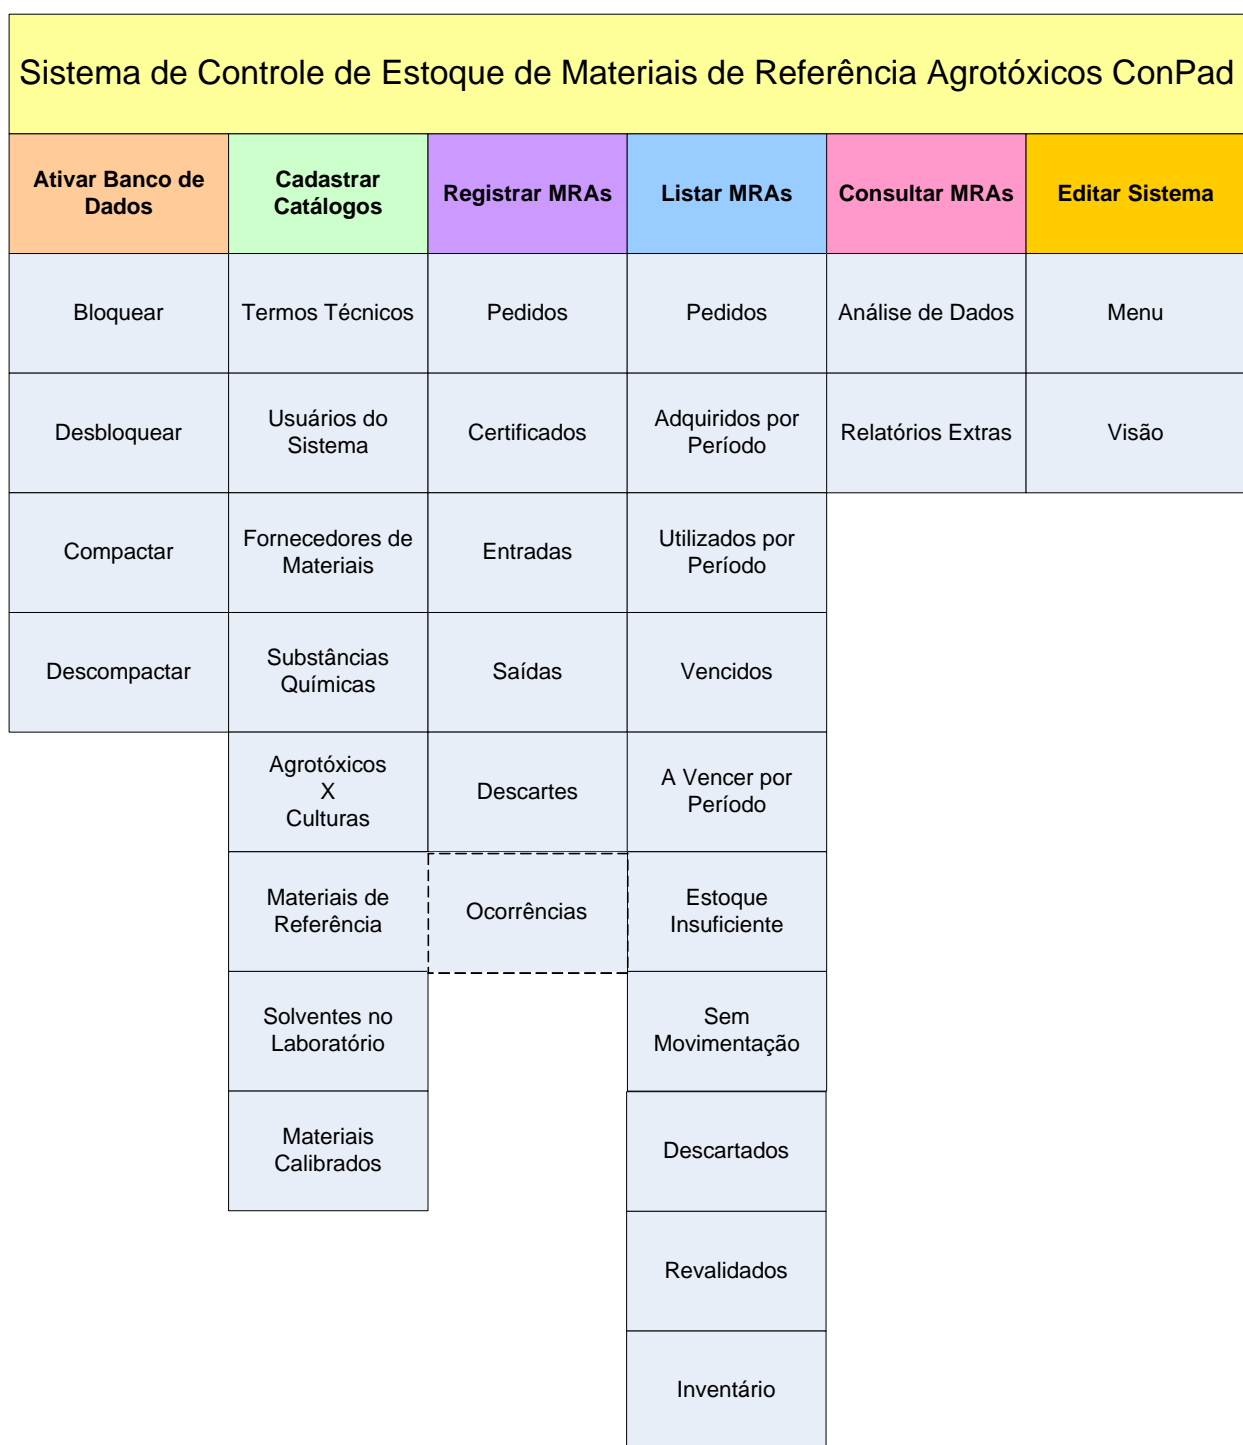 Sistema de Controle de Estoque de Materiais de Referência Agrotóxicos ConPad
Ativar Banco de
Dados
Cadastrar
Catálogos
Registrar MRAs
Listar MRAs
Consultar MRAs
Editar Sistema
Bloquear
Termos Técnicos
Pedidos
Pedidos
Análise de Dados
Menu
Desbloquear
Usuários do
Sistema
Certificados
Adquiridos por
Período
Relatórios Extras
Visão
Compactar
Fornecedores de
Materiais
Entradas
Utilizados por
Período
Descompactar
Substâncias
Químicas
Saídas
Vencidos
Agrotóxicos
X
Culturas
Descartes
A Vencer por
Período
Materiais de
Referência
Ocorrências
Estoque
Insuficiente
Solventes no
Laboratório
Sem
Movimentação
Materiais
Calibrados
Descartados
Revalidados
Inventário